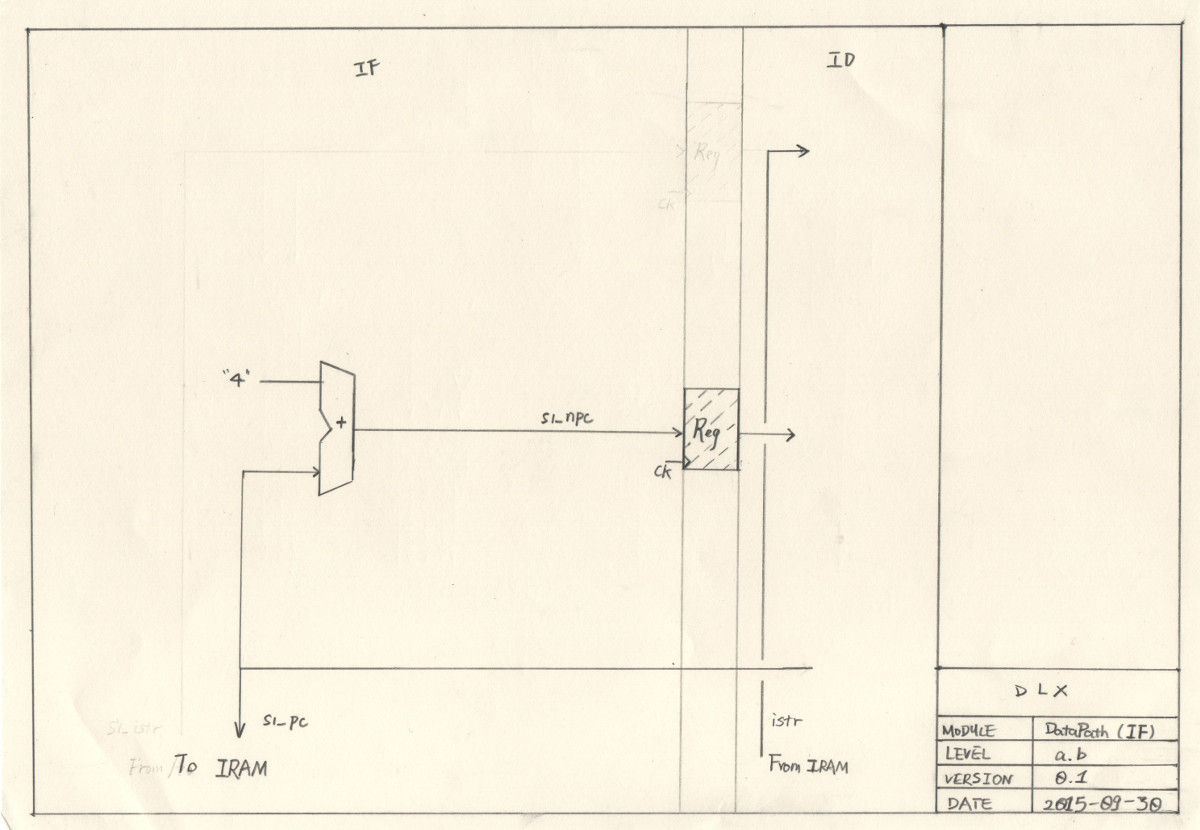 IF
ID
Reg
Ck
"4"
+
S1_npc
Reg
Ck
S1_pc
S1_istr
From/To IRAM
istr
From IRAM
DLX
MODULE DataPath (IF)
LEVEL a.b
VERSION 0.1
DATE 2015-09-30